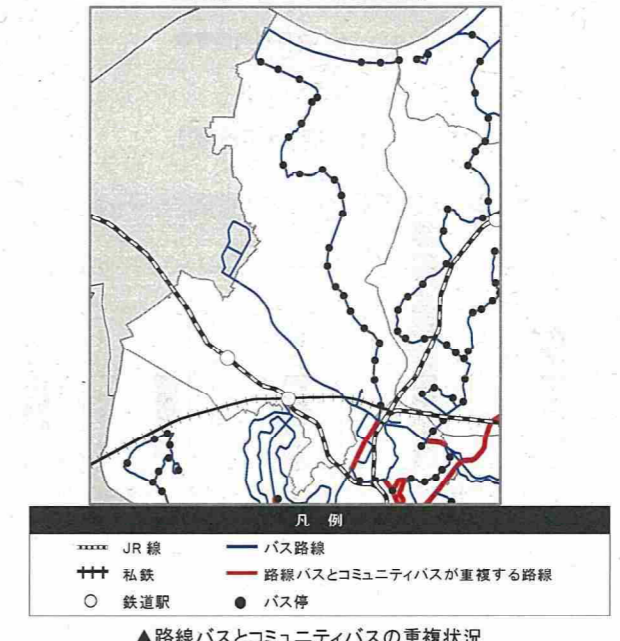 凡 例
JR 線
バス路線
私鉄
路線バスとコミュニティバスが重複する路線
鉄道駅
バス停
▲路線バスとコミュニティバスの重複状況